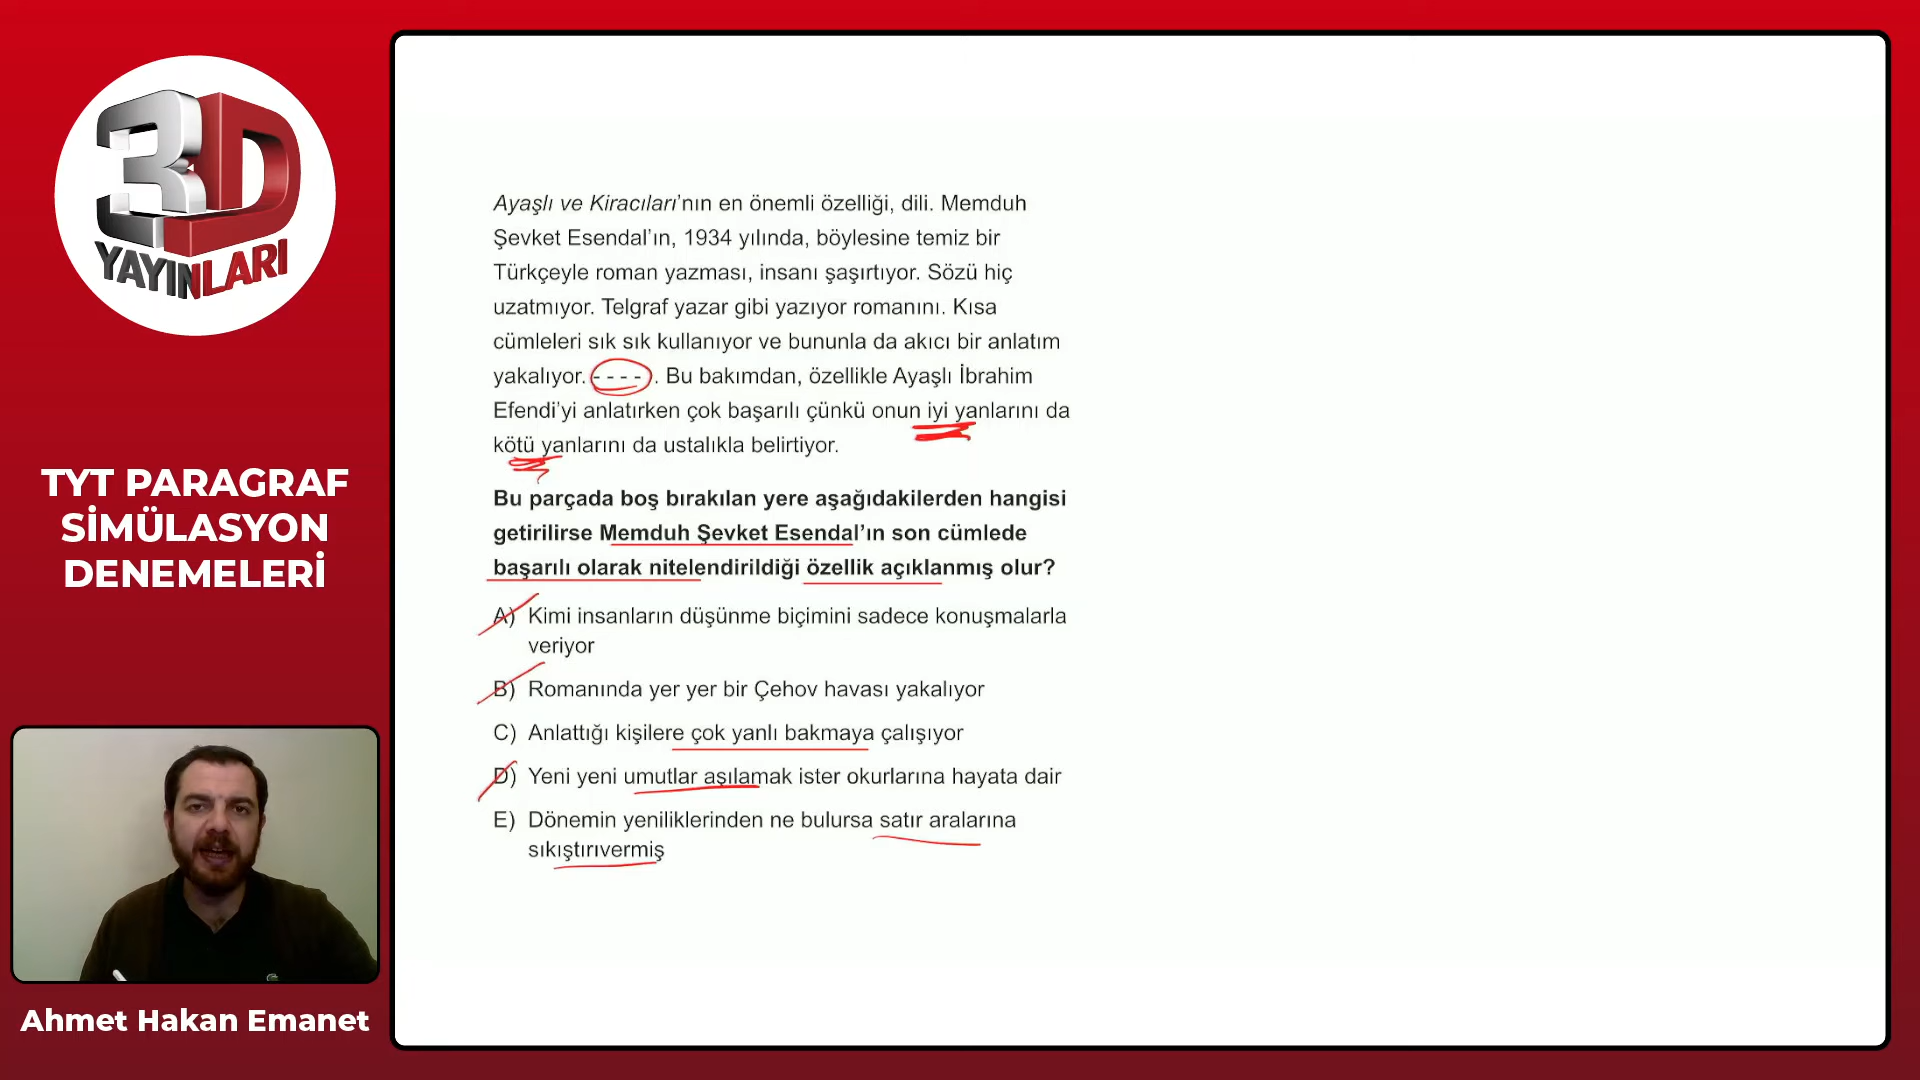 3D
YAYINLARI
TYT PARAGRAF
SİMÜLASYON
DENEMELERİ
Ahmet Hakan Emanet
Ayaşlı ve Kiracıları'nın en önemli özelliği, dili. Memduh
Şevket Esendal'ın, 1934 yılında, böylesine temiz bir
Türkçeyle roman yazması, insanı şaşırtıyor. Sözü hiç
uzatmıyor. Telgraf yazar gibi yazıyor romanını. Kısa
cümleleri sık sık kullanıyor ve bununla da akıcı bir anlatım
yakalıyor. - - - - . Bu bakımdan, özellikle Ayaşlı İbrahim
Efendi'yi anlatırken çok başarılı çünkü onun iyi yanlarını da
kötü yanlarını da ustalıkla belirtiyor.
Bu parçada boş bırakılan yere aşağıdakilerden hangisi
getirilirse Memduh Şevket Esendal'ın son cümlede
başarılı olarak nitelendirildiği özellik açıklanmış olur?
A) Kimi insanların düşünme biçimini sadece konuşmalarla
veriyor
B) Romanında yer yer bir Çehov havası yakalıyor
C) Anlattığı kişilere çok yanlı bakmaya çalışıyor
D) Yeni yeni umutlar aşılamak ister okurlarına hayata dair
E) Dönemin yeniliklerinden ne bulursa satır aralarına
sıkıştırıvermiş